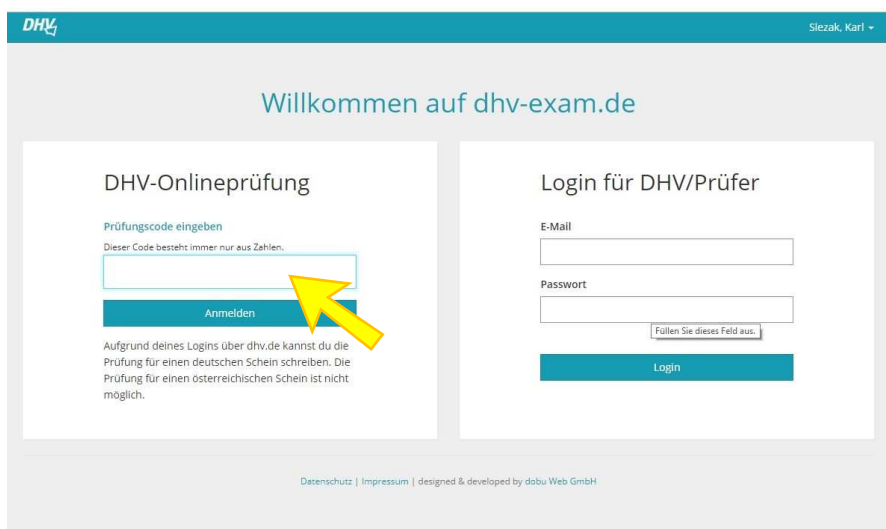 DHV
Slezak, Karl
Willkommen auf dhv-exam.de
DHV-Onlineprüfung
Prüfungscode eingeben
Dieser Code besteht immer nur aus Zahlen.
Anmelden
Aufgrund deines Logins über dhv.de kannst du die
Prüfung für einen deutschen Schein schreiben. Die
Prüfung für einen österreichischen Schein ist nicht
möglich.
Login für DHV/Prüfer
E-Mail
Passwort
Füllen Sie dieses Feld aus.
Login
Datenschutz | Impressum | designed & developed by dobu Web GmbH